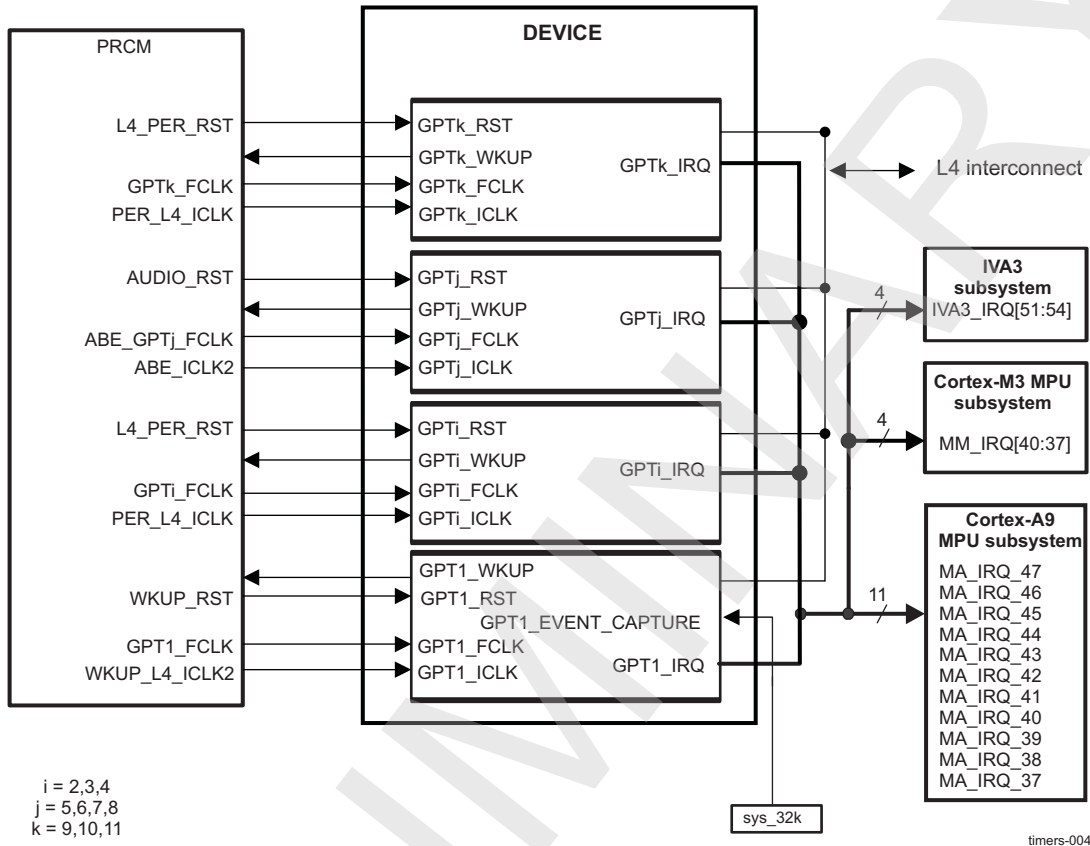 DEVICE
PRCM
L4_PER_RST
GPTk_FCLK
PER_L4_ICLK
GPTk_RST
GPTk_WKUP
GPTk_FCLK
GPTk_ICLK
GPTk_IRQ
L4 interconnect
AUDIO_RST
ABE_GPTj_FCLK
ABE_ICLK2
GPTj_RST
GPTj_WKUP
GPTj_FCLK
GPTj_ICLK
GPTj_IRQ
4
IVA3
subsystem
IVA3_IRQ[51:54]
L4_PER_RST
GPTi_FCLK
PER_L4_ICLK
GPTi_RST
GPTi_WKUP
GPTi_FCLK
GPTi_ICLK
GPTi_IRQ
4
Cortex-M3 MPU
subsystem
MM_IRQ[40:37]
WKUP_RST
GPT1_FCLK
WKUP_L4_ICLK2
GPT1_WKUP
GPT1_RST
GPT1_EVENT_CAPTURE
GPT1_FCLK
GPT1_ICLK
GPT1_IRQ
11
Cortex-A9
MPU subsystem
MA_IRQ_47
MA_IRQ_46
MA_IRQ_45
MA_IRQ_44
MA_IRQ_43
MA_IRQ_42
MA_IRQ_41
MA_IRQ_40
MA_IRQ_39
MA_IRQ_38
MA_IRQ_37
i = 2,3,4
j = 5,6,7,8
k = 9,10,11
sys_32k
timers-004